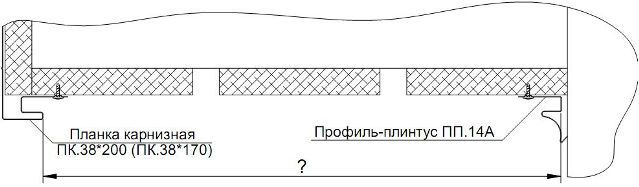 Планка карнизная
ПК.38*200 (ПК.38*170)
Профиль-плинтус ПП.14А
?